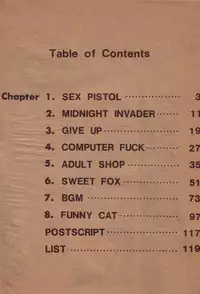 Table of Contents
Chapter 1. SEX PISTOL ················ 3
2. MIDNIGHT INVADER ······ 11
3. GIVE UP ···················· 19
4. COMPUTER FUCK ·········· 27
5. ADULT SHOP ··············· 35
6. SWEET FOX ················ 51
7. BGM ························· 73
8. FUNNY CAT ················ 97
POSTSCRIPT ·················· 117
LIST ···························· 119